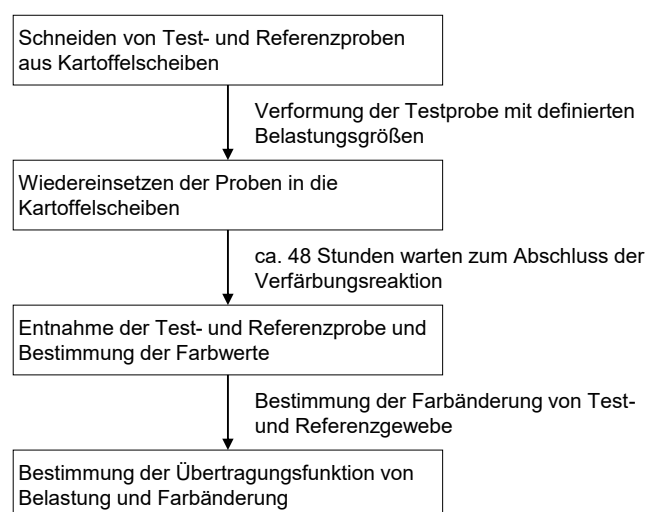 Schneiden von Test- und Referenzproben
aus Kartoffelscheiben
Verformung der Testprobe mit definierten
Belastungsgrößen
Wiedereinsetzen der Proben in die
Kartoffelscheiben
ca. 48 Stunden warten zum Abschluss der
Verfärbungsreaktion
Entnahme der Test- und Referenzprobe und
Bestimmung der Farbwerte
Bestimmung der Farbänderung von Test-
und Referenzgewebe
Bestimmung der Übertragungsfunktion von
Belastung und Farbänderung